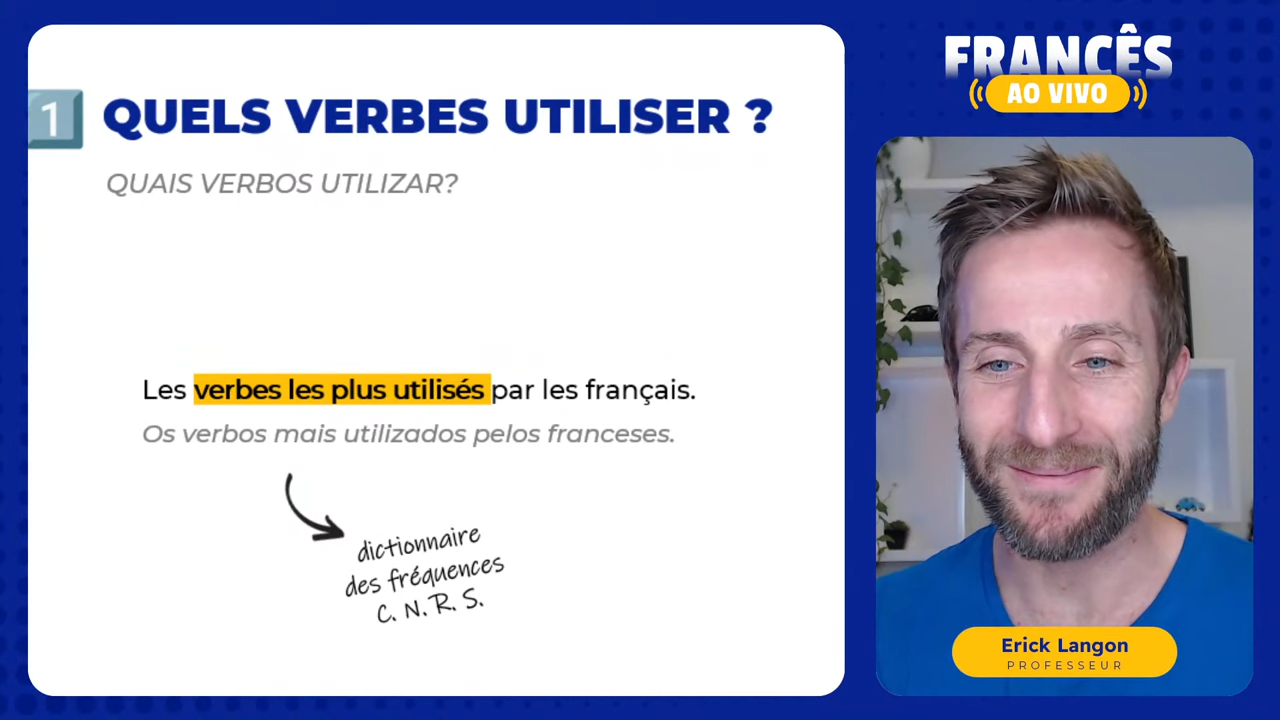 1 QUELS VERBES UTILISER ?
QUAIS VERBOS UTILIZAR?
Les verbes les plus utilisés par les français.
Os verbos mais utilizados pelos franceses.
dictionnaire
des fréquences
C. N. R. S.
FRANCÊS
AO VIVO
Erick Langon
PROFESSEUR